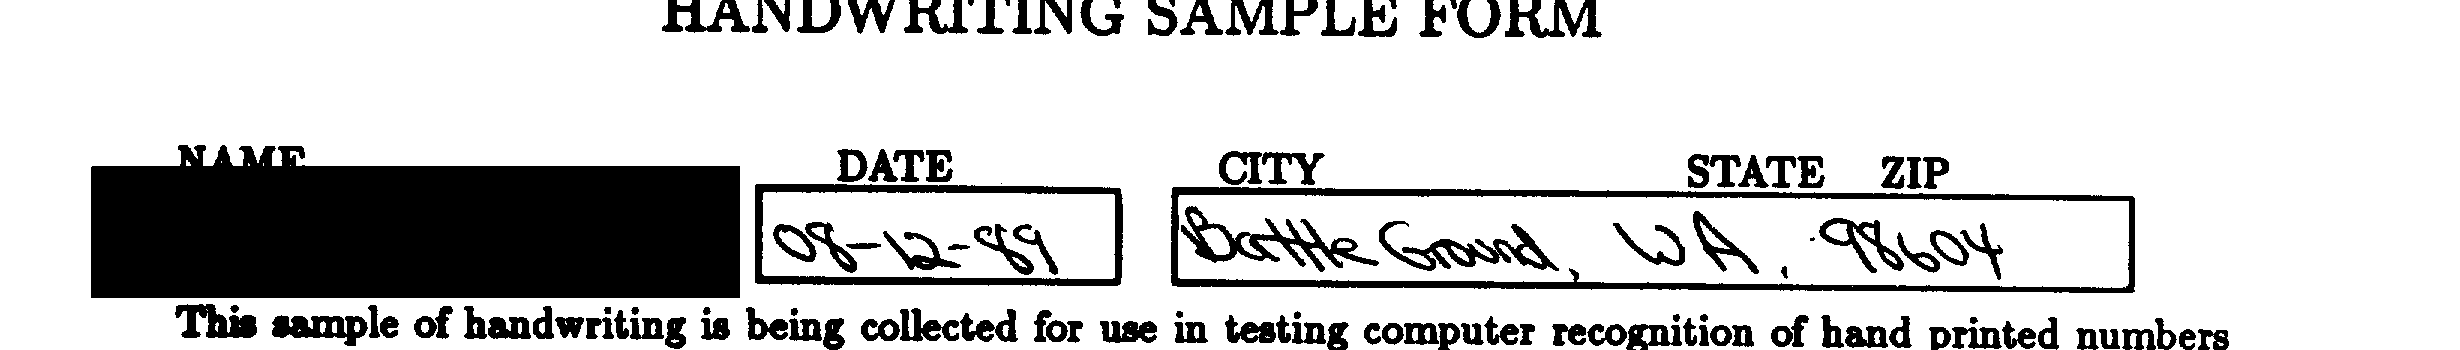 HANDWRITING SAMPLE FORM
NAME DATE CITY STATE ZIP
08-12-89 Battle Ground, WA, 98604
This sample of handwriting is being collected for use in testing computer recognition of hand printed numbers